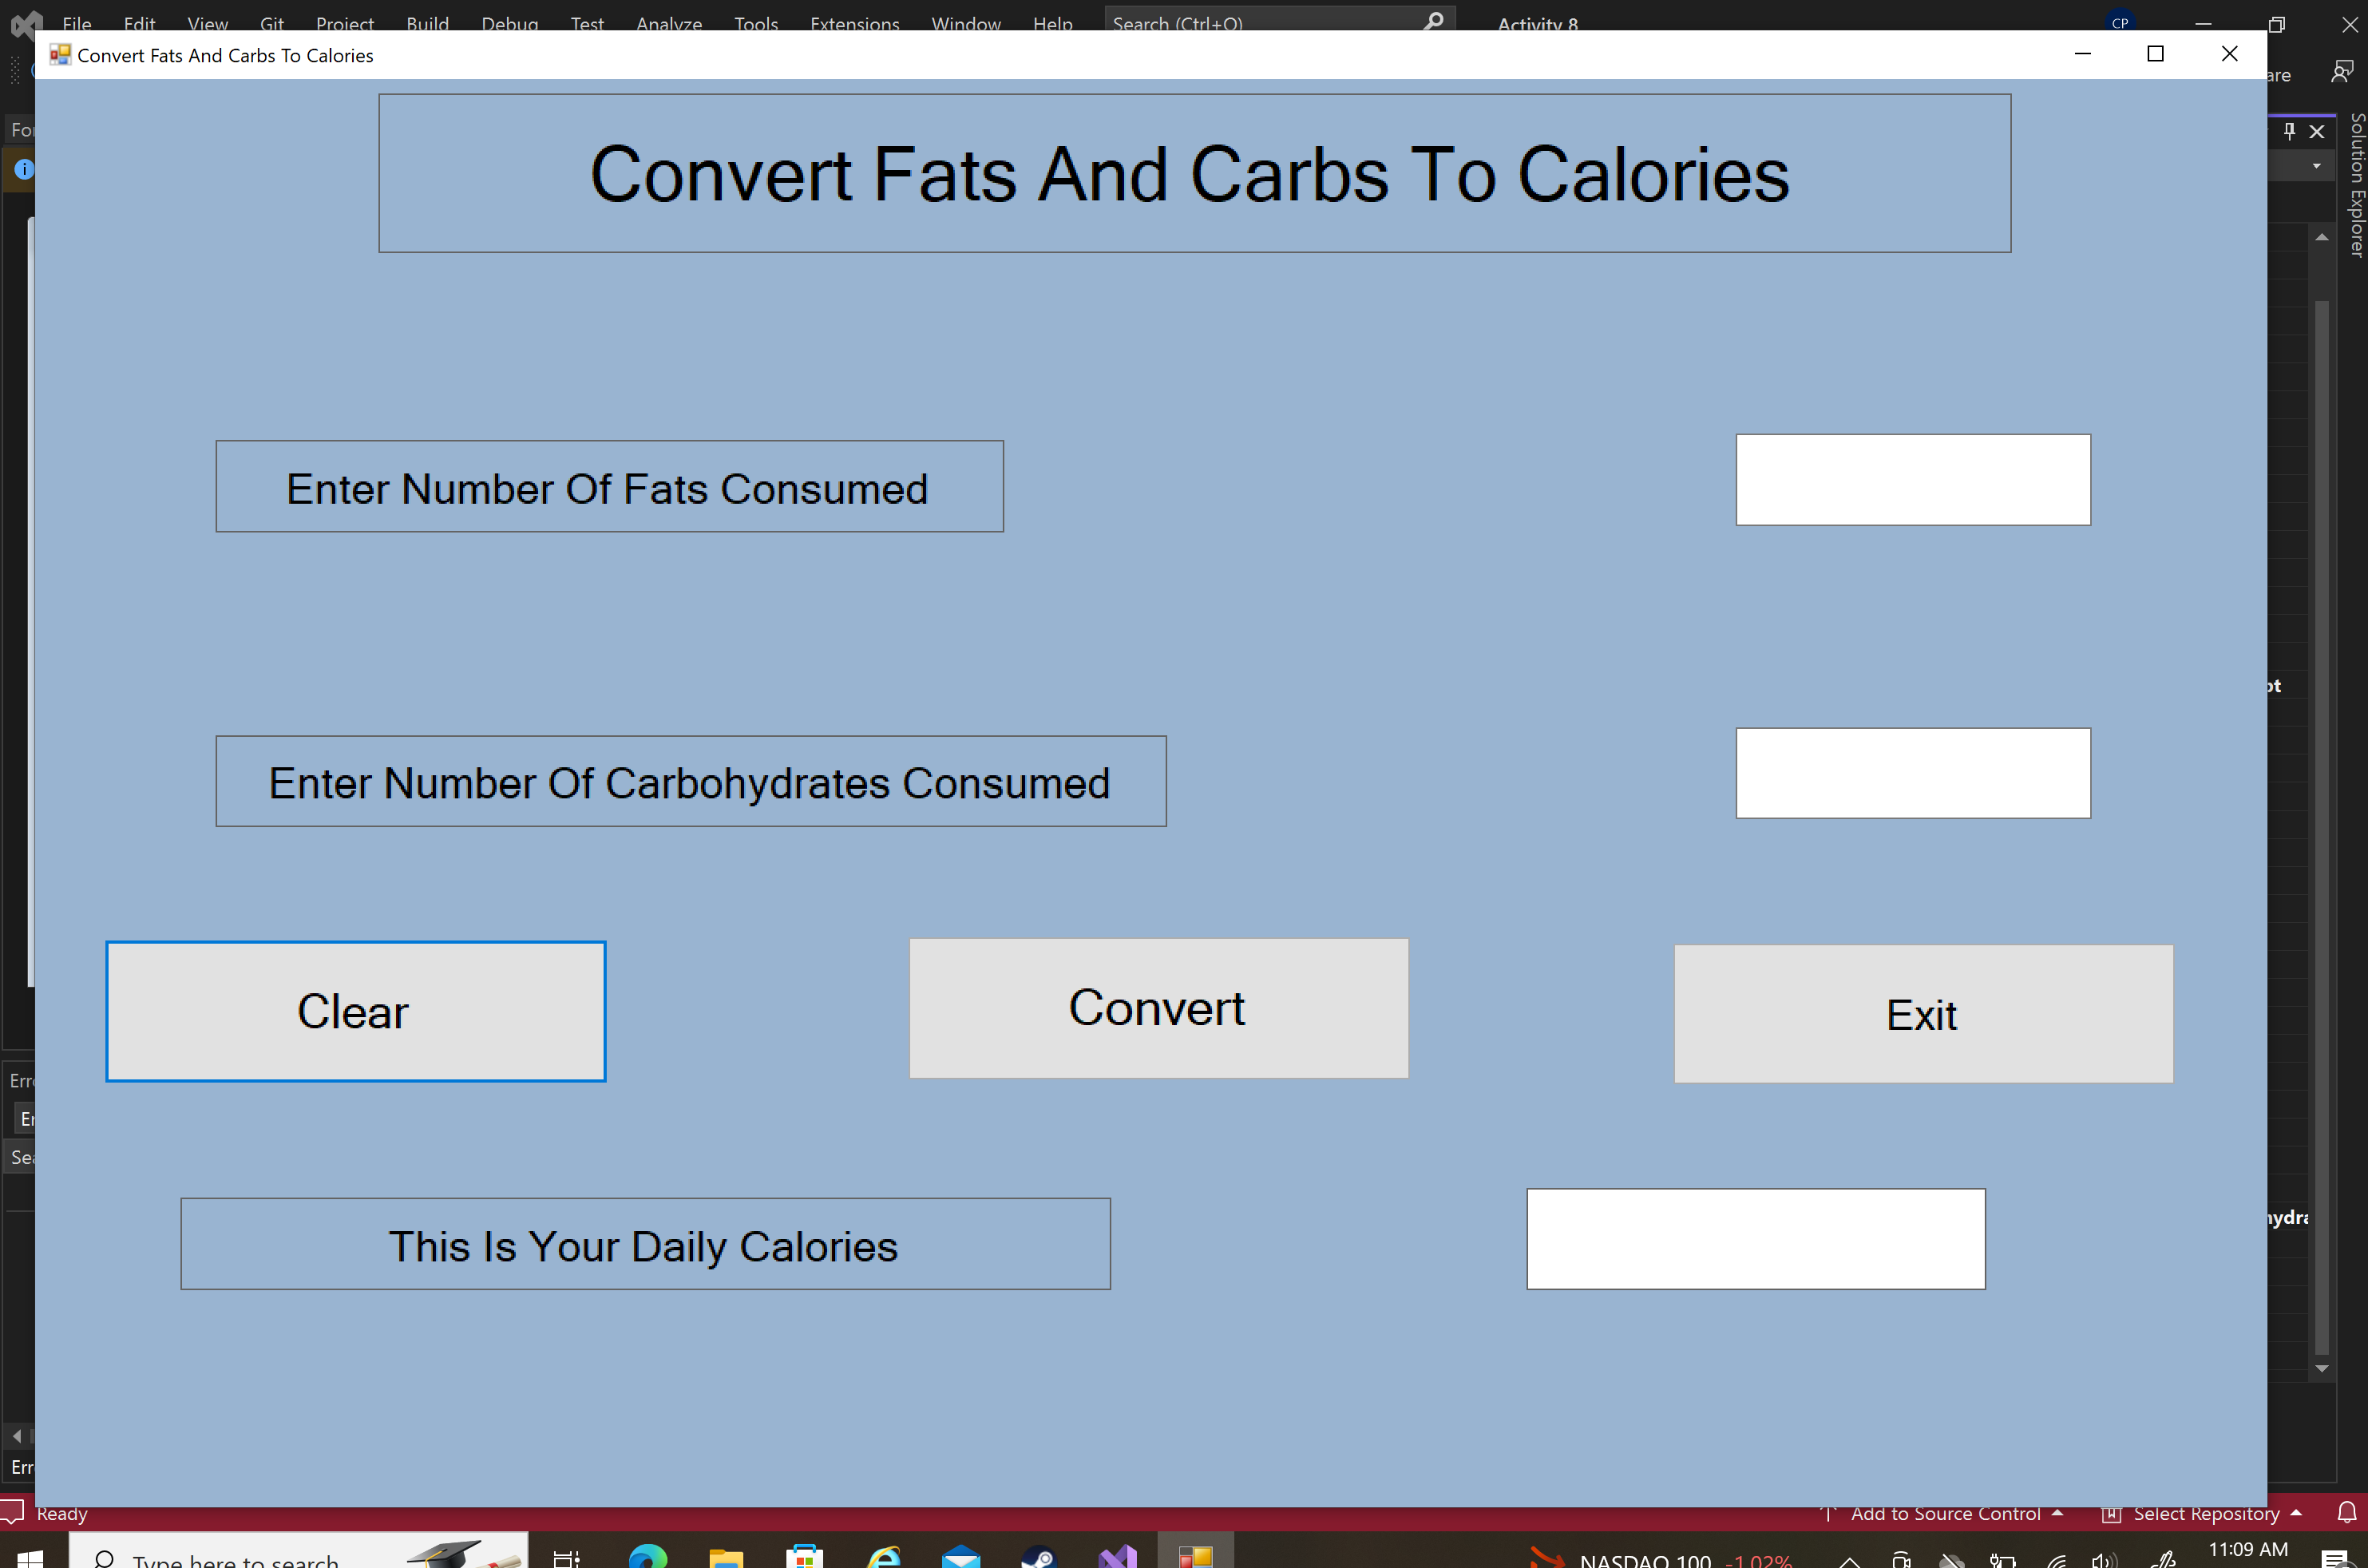 File Edit View Git Project Build Debug Test Analyze Tools Extensions Window Help Search (Ctrl+Q) Activity 8 CP
Convert Fats And Carbs To Calories
Convert Fats And Carbs To Calories
Solution Explorer
Enter Number Of Fats Consumed
Enter Number Of Carbohydrates Consumed
Clear Convert Exit
This Is Your Daily Calories
Ready Add to Source Control Select Repository
Type here to search NASDAQ 100 -1.02% 11:09 AM